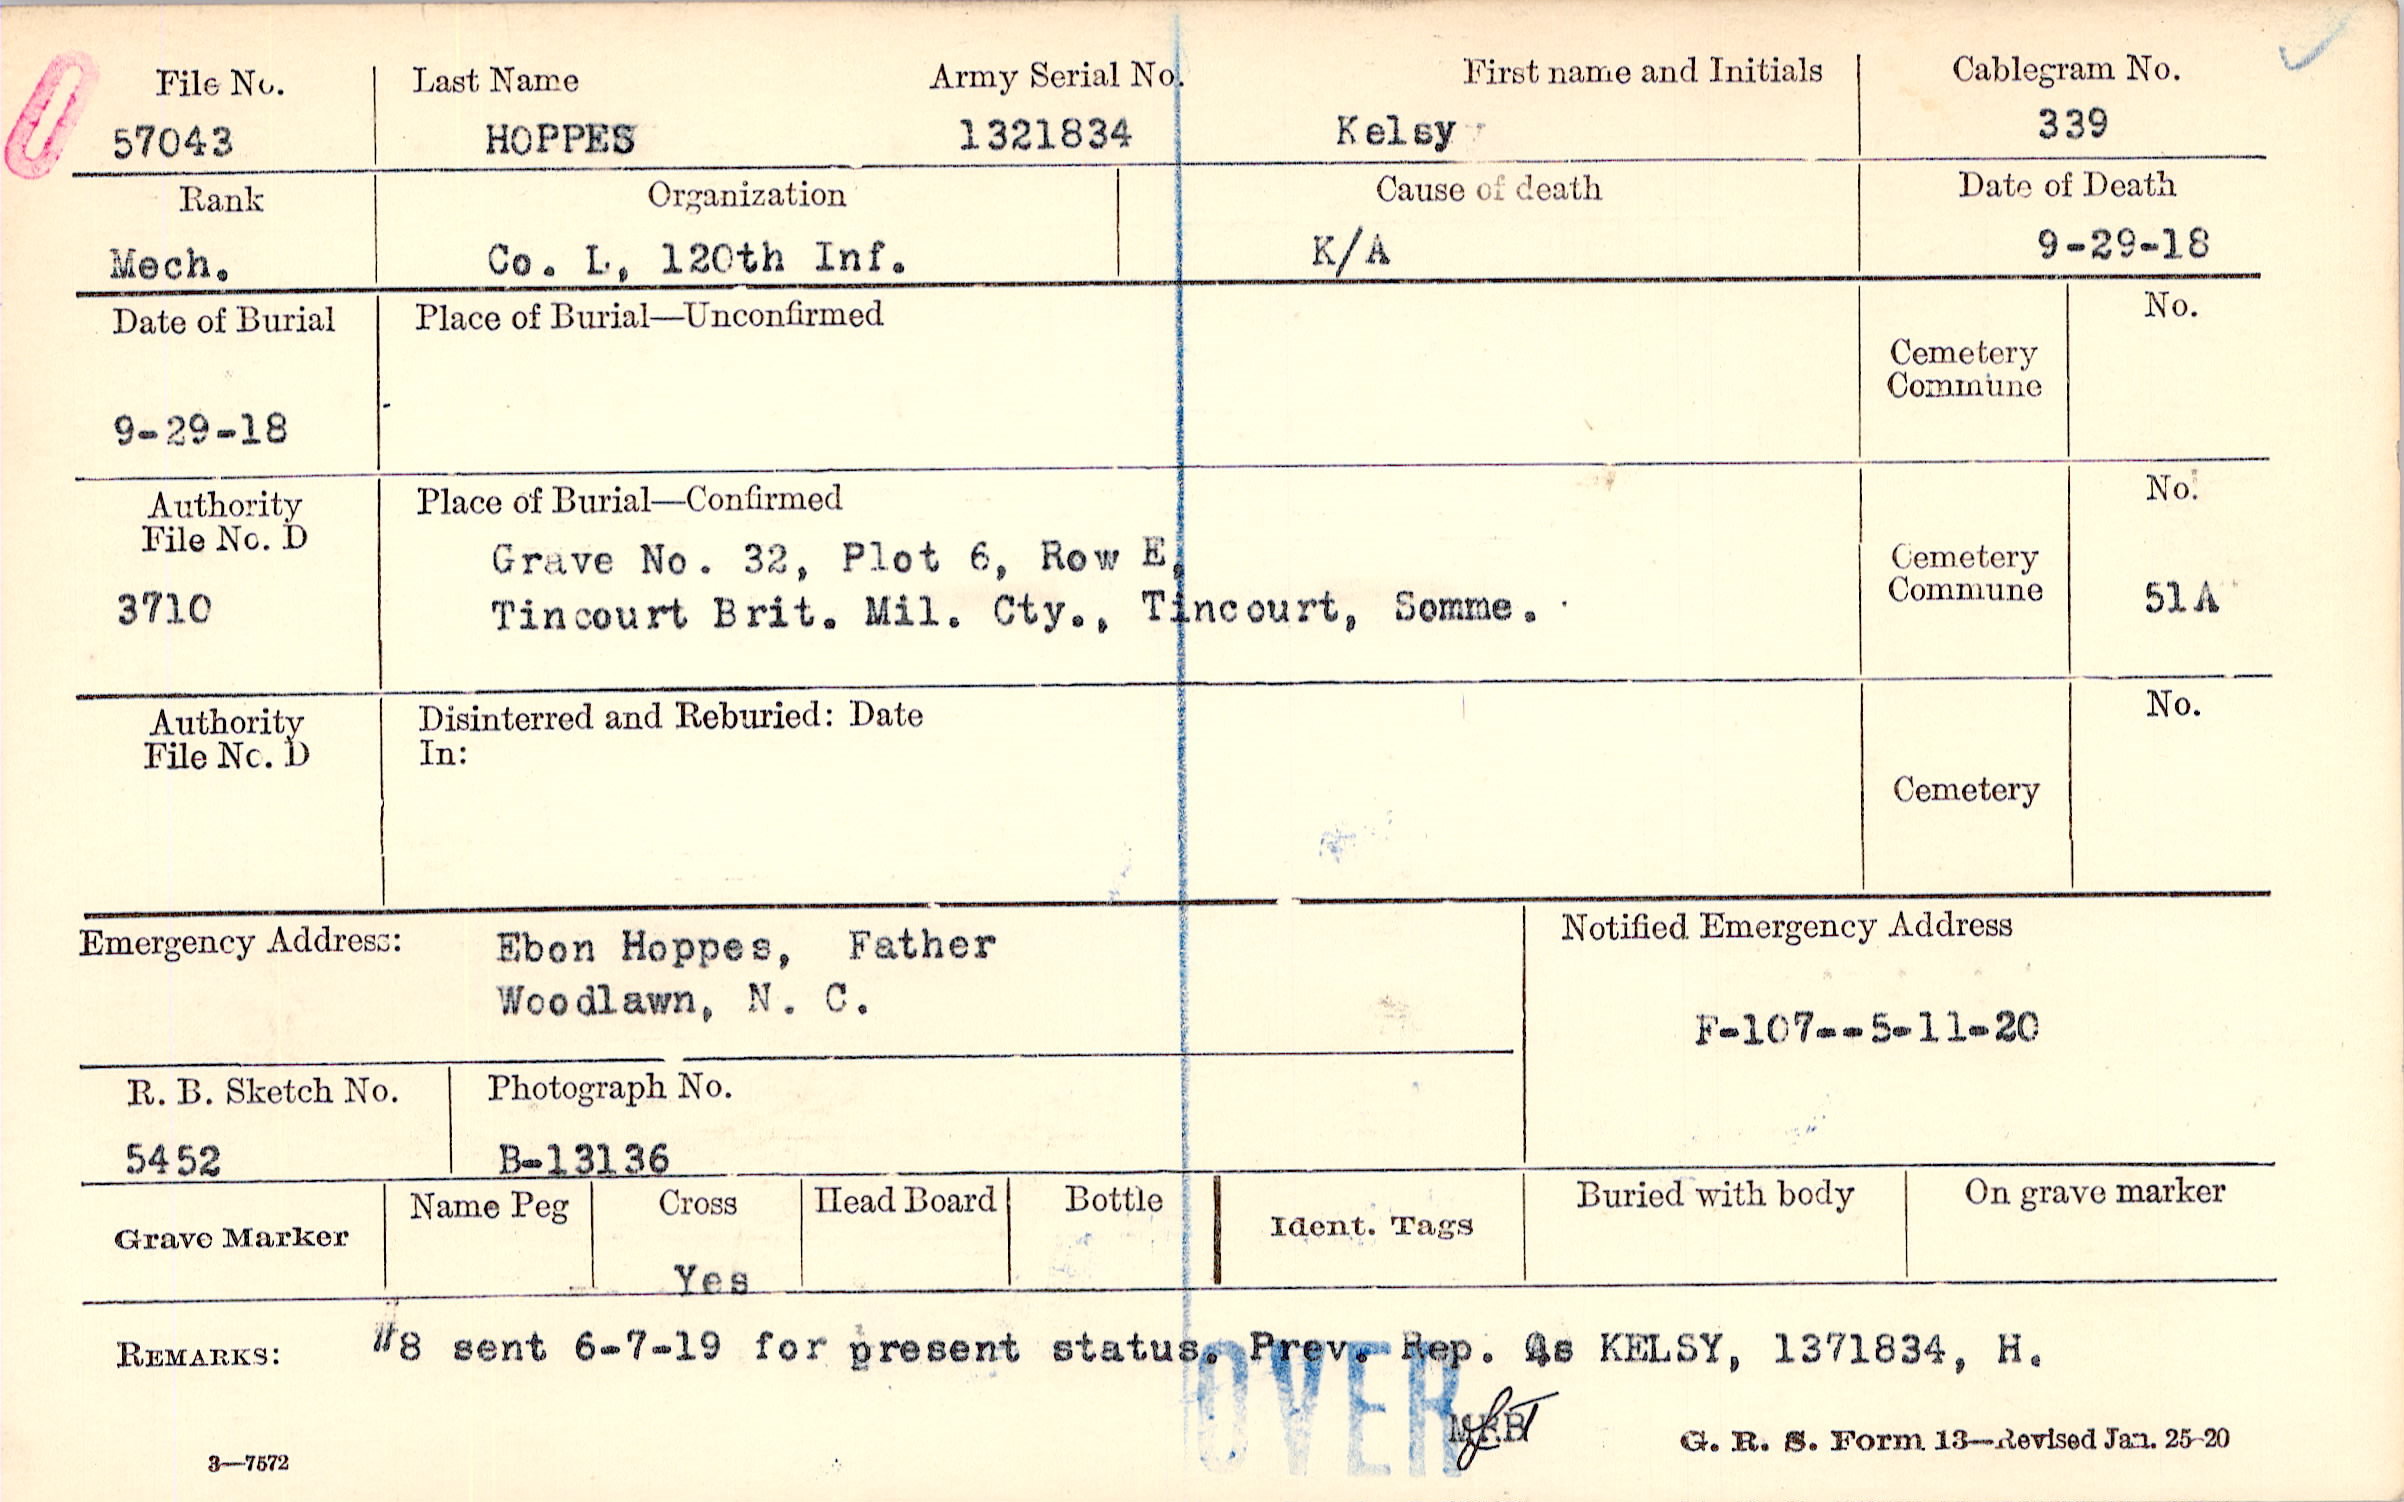 File No. Last Name Army Serial No. First name and Initials Cablegram No.
57043 HOPPES 1321834 Kelsy 339
Rank Organization Cause of death Date of Death
Mech. Co. L, 120th Inf. K/A 9-29-18
Date of Burial Place of Burial—Unconfirmed Cemetery Commune No.
9-29-18
Authority File No. D Place of Burial—Confirmed Cemetery Commune No.
Grave No. 32, Plot 6, Row E,
3710 Tincourt Brit. Mil. Cty., Tincourt, Somme. 51A
Authority File No. D Disinterred and Reburied: Date No.
In:
Cemetery
Emergency Address: Ebon Hoppes, Father Notified Emergency Address
Woodlawn, N. C.
F-107--5-11-20
R. B. Sketch No. Photograph No.
5452 B-13136
Grave Marker Name Peg Cross Head Board Bottle Ident. Tags Buried with body On grave marker
Yes
REMARKS: #8 sent 6-7-19 for present status. Prev. Rep. As KELSY, 1371834, H.
OVER
3—7572 G. R. S. Form 13—Revised Jan. 25-20